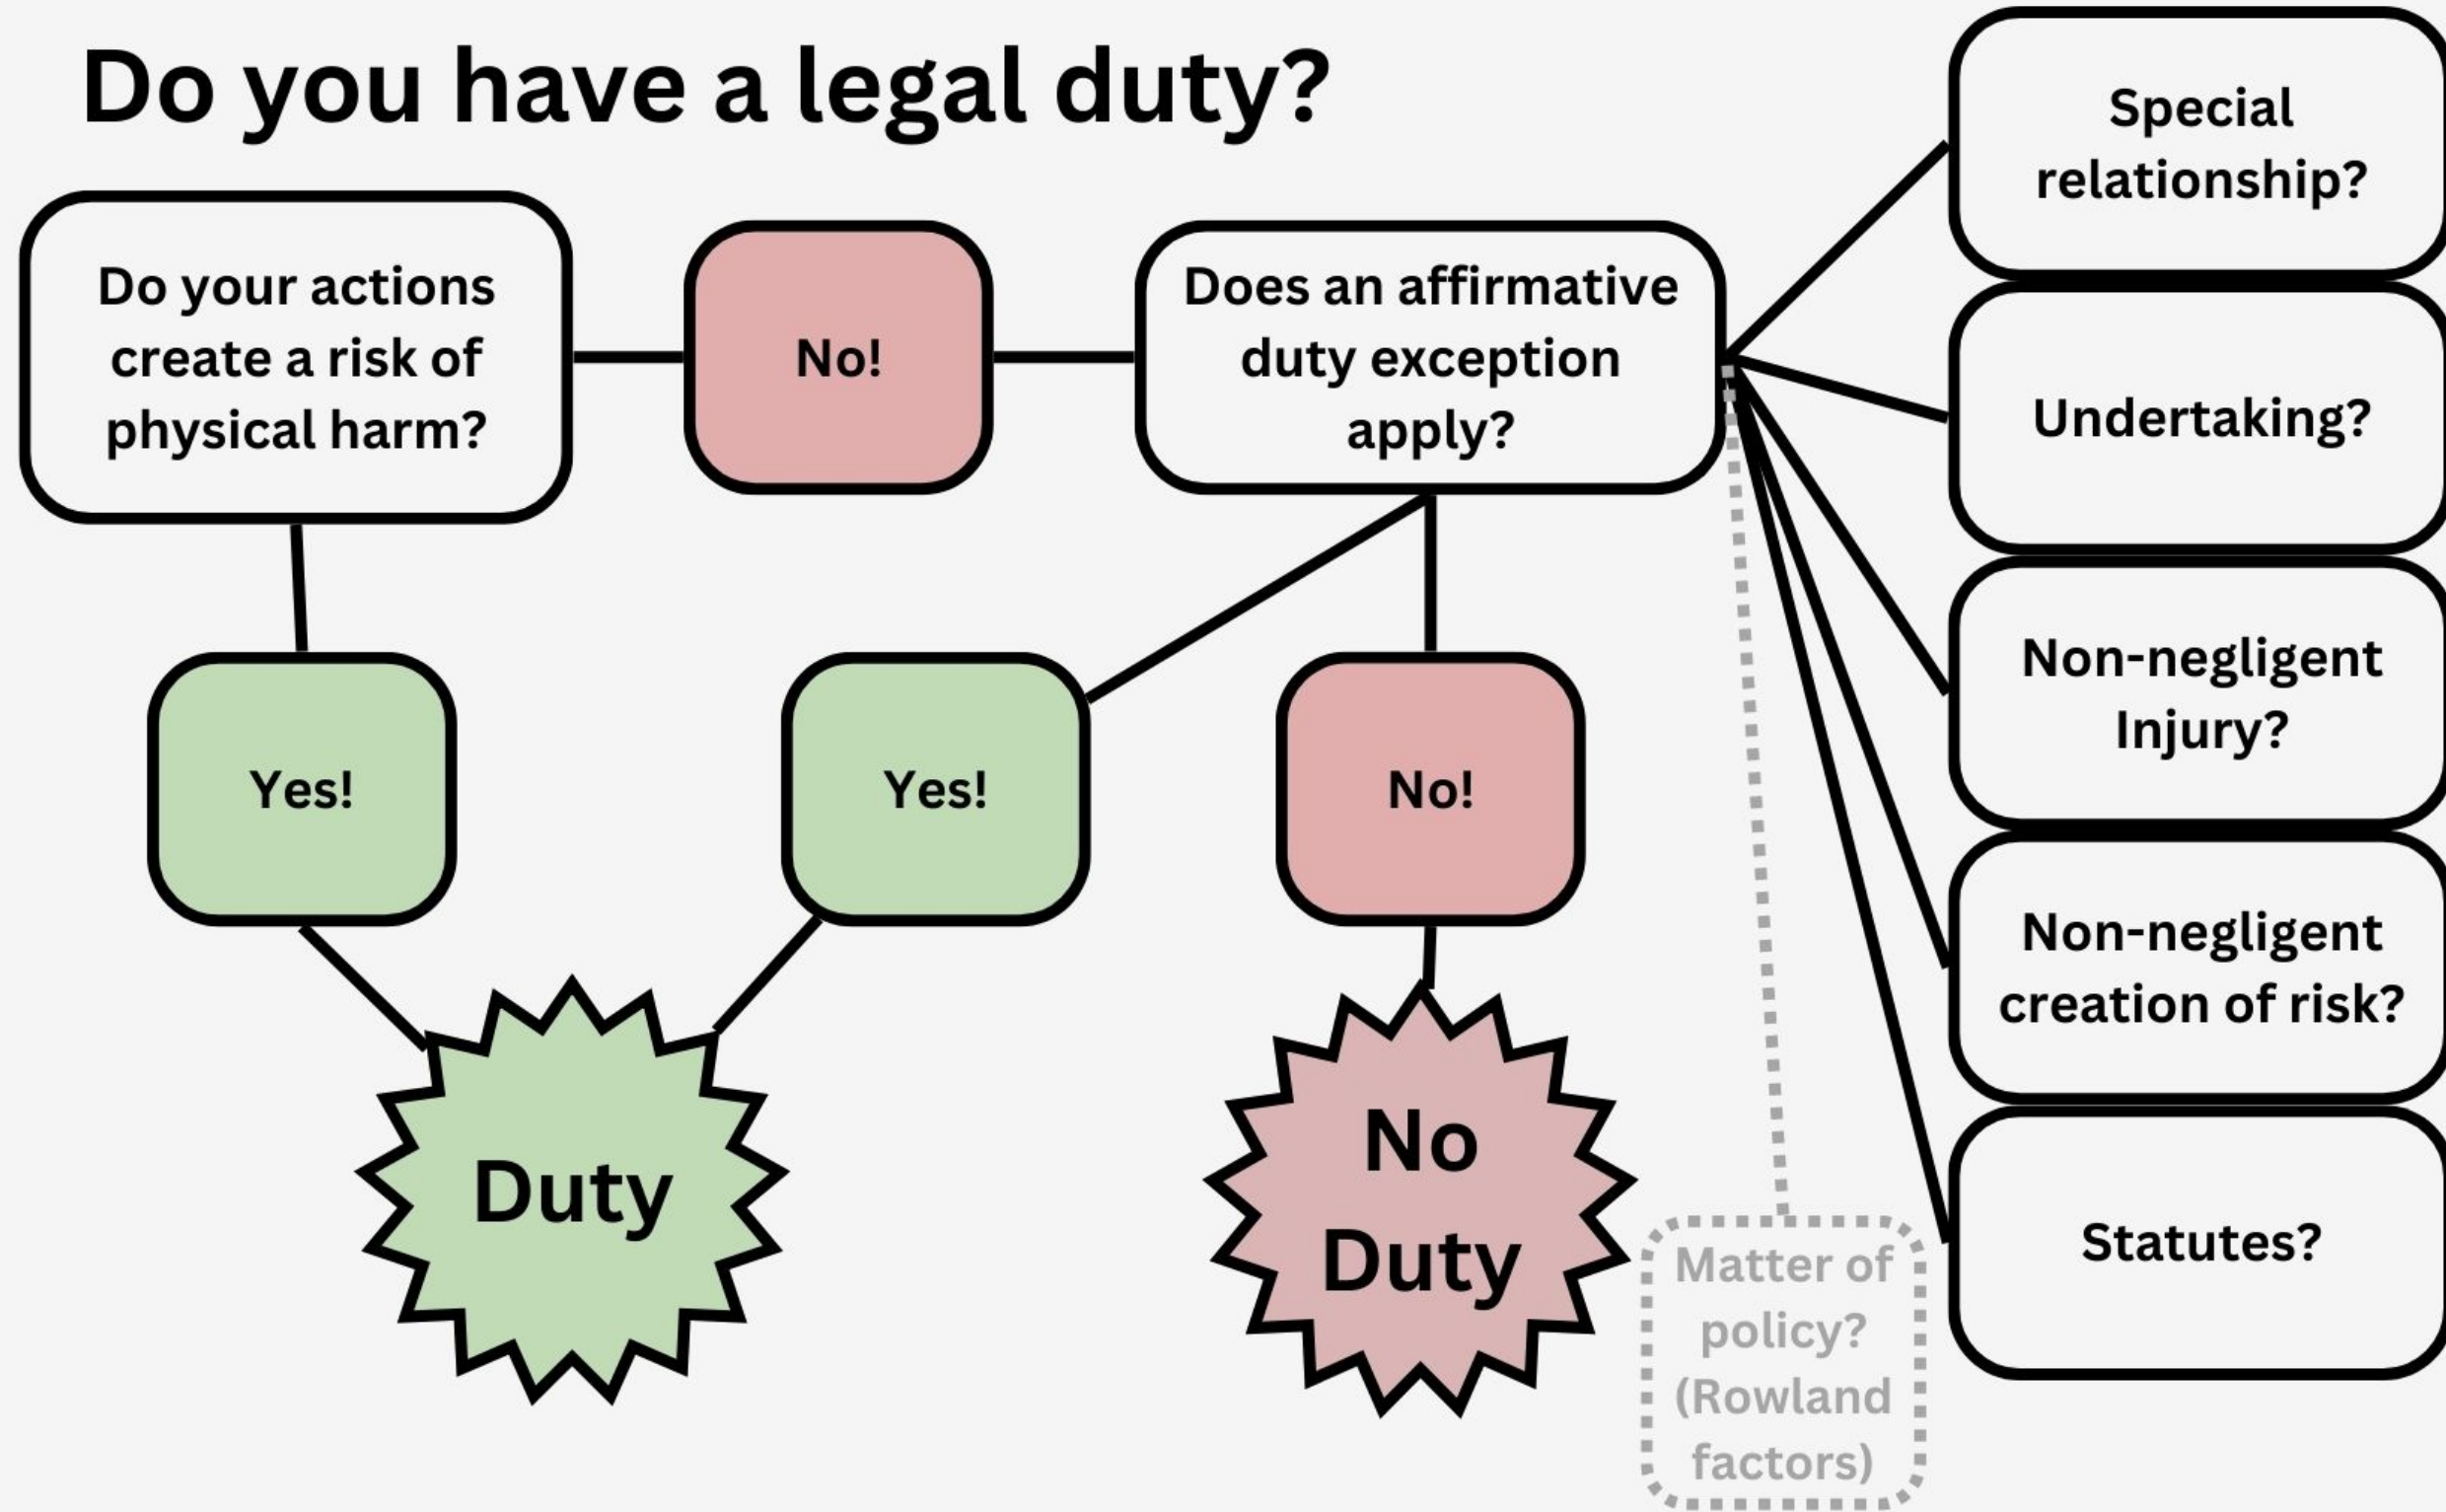 Do you have a legal duty?
Do your actions
create a risk of
physical harm?
No!
Does an affirmative
duty exception
apply?
Special
relationship?
Undertaking?
Non-negligent
Injury?
Non-negligent
creation of risk?
Statutes?
Yes!
Yes!
No!
Duty
No
Duty
Matter of
policy?
(Rowland
factors)